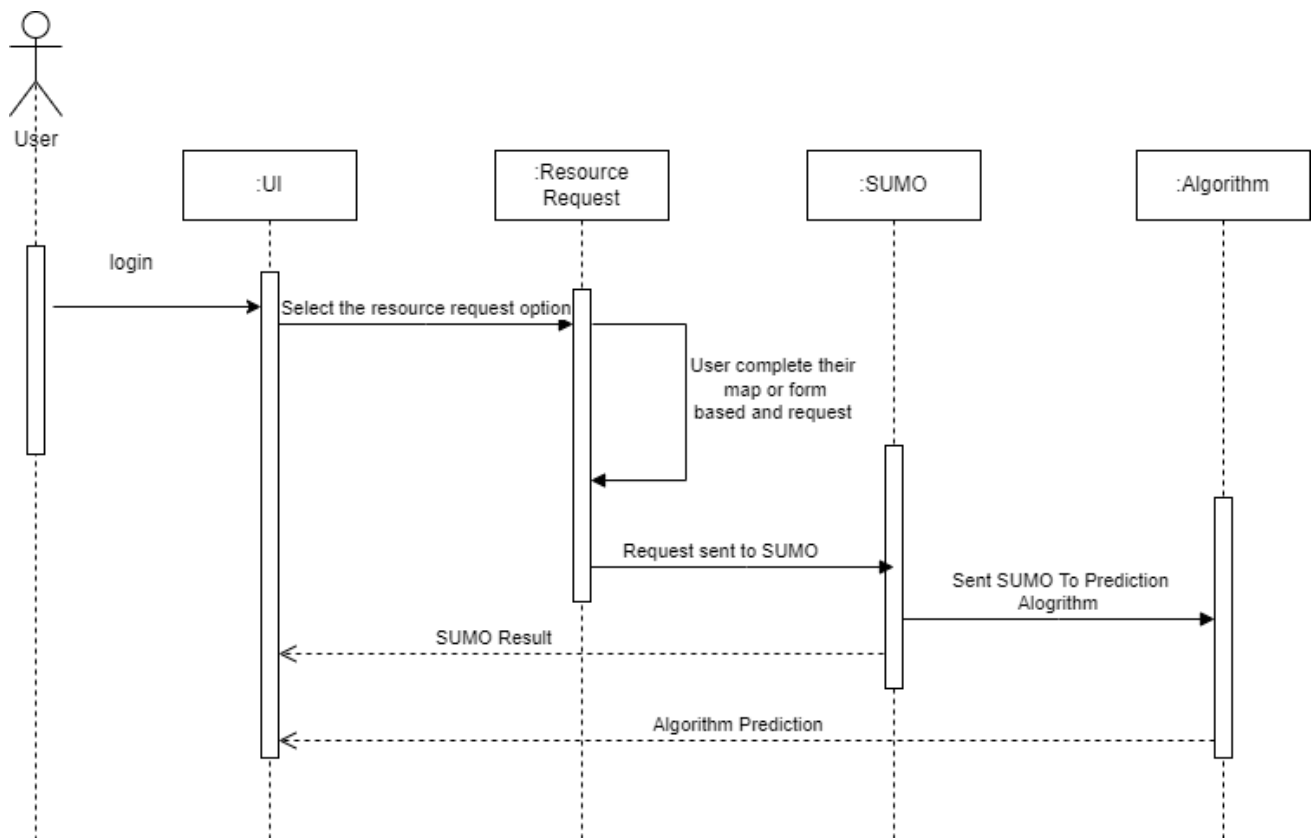 User
:UI
:Resource
Request
:SUMO
:Algorithm
login
Select the resource request option
User complete their
map or form
based and request
Request sent to SUMO
Sent SUMO To Prediction
Alogrithm
SUMO Result
Algorithm Prediction